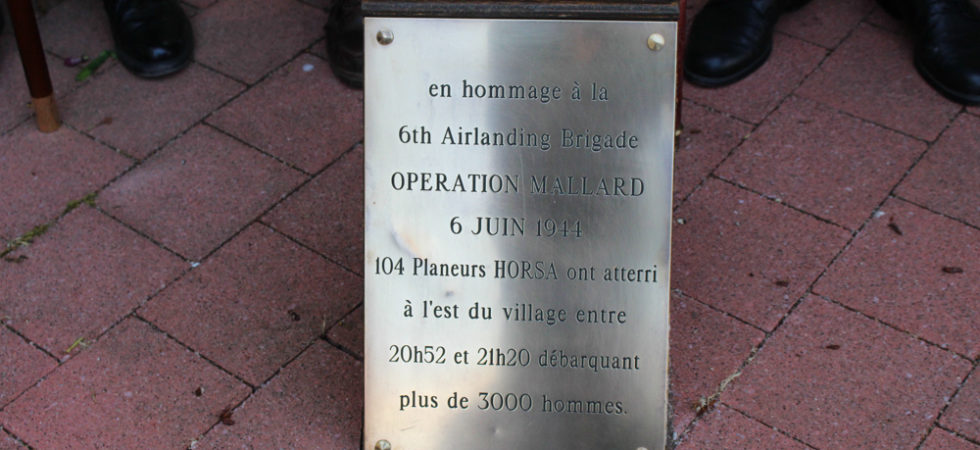 en hommage à la
6th Airlanding Brigade
OPERATION MALLARD
6 JUIN 1944
104 Planeurs HORSA ont atterri
à l'est du village entre
20h52 et 21h20 débarquant
plus de 3000 hommes.